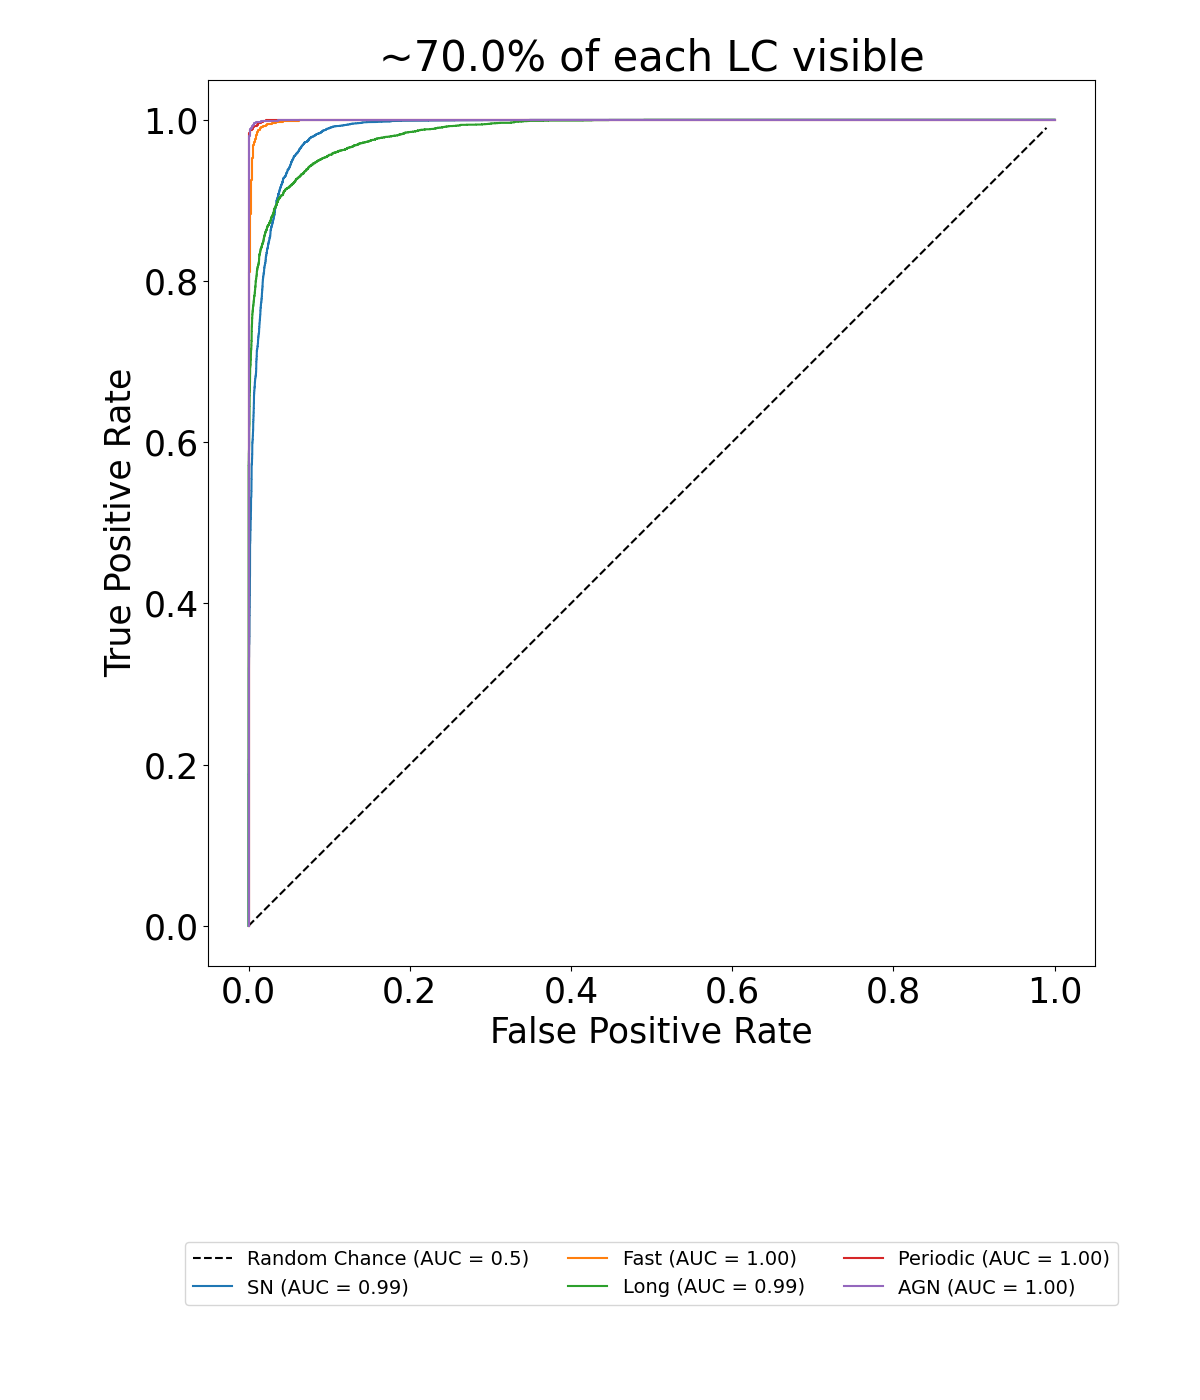 ~70.0% of each LC visible
1.0
0.8
0.6
0.4
0.2
0.0
True Positive Rate
0.0 0.2 0.4 0.6 0.8 1.0
False Positive Rate
Random Chance (AUC = 0.5) Fast (AUC = 1.00) Periodic (AUC = 1.00)
SN (AUC = 0.99) Long (AUC = 0.99) AGN (AUC = 1.00)